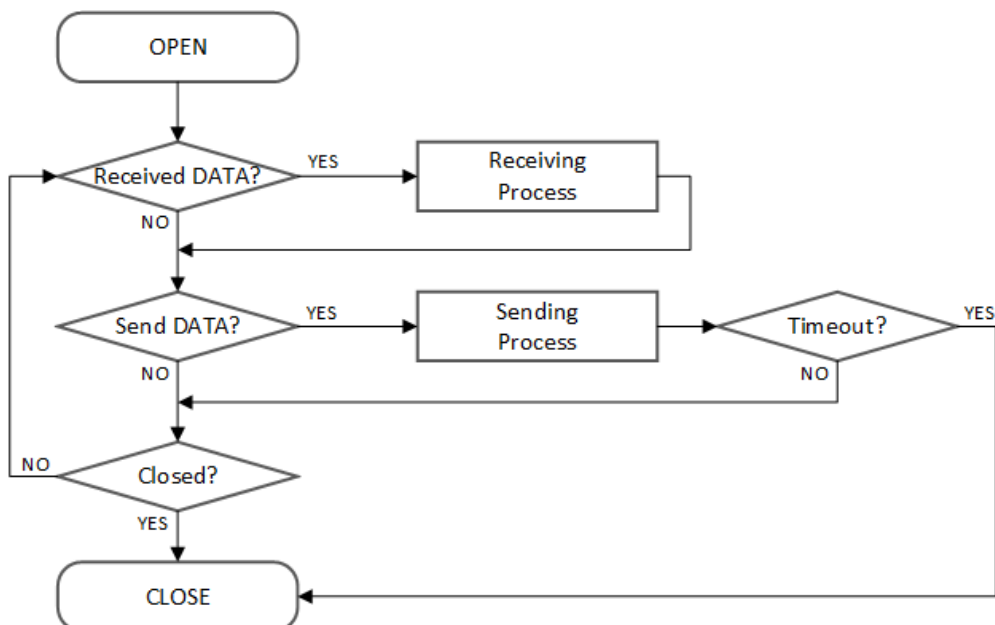 OPEN
Received DATA?
YES
Receiving
Process
NO
Send DATA?
YES
Sending
Process
Timeout?
YES
NO
NO
Closed?
NO
YES
CLOSE